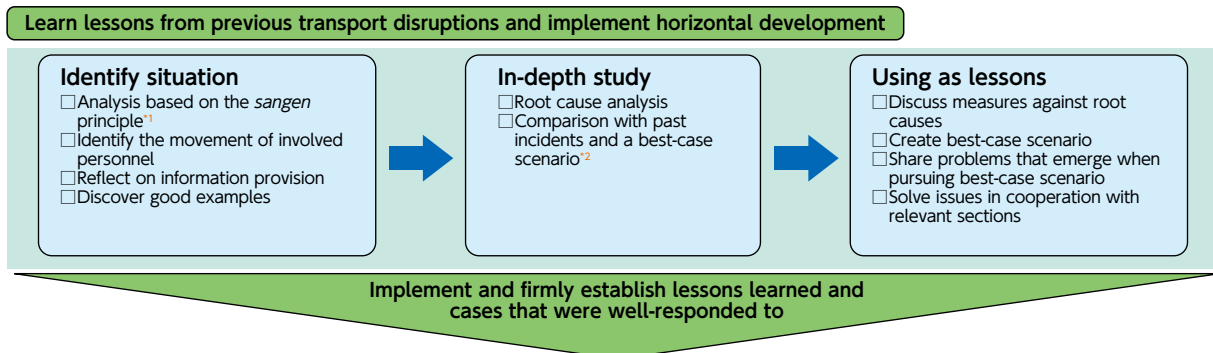 Learn lessons from previous transport disruptions and implement horizontal development
Identify situation
□Analysis based on the sangen
principle*1
□Identify the movement of involved
personnel
□Reflect on information provision
□Discover good examples
In-depth study
□Root cause analysis
□Comparison with past
incidents and a best-case
scenario*2
Using as lessons
□Discuss measures against root
causes
□Create best-case scenario
□Share problems that emerge when
pursuing best-case scenario
□Solve issues in cooperation with
relevant sections
Implement and firmly establish lessons learned and
cases that were well-responded to